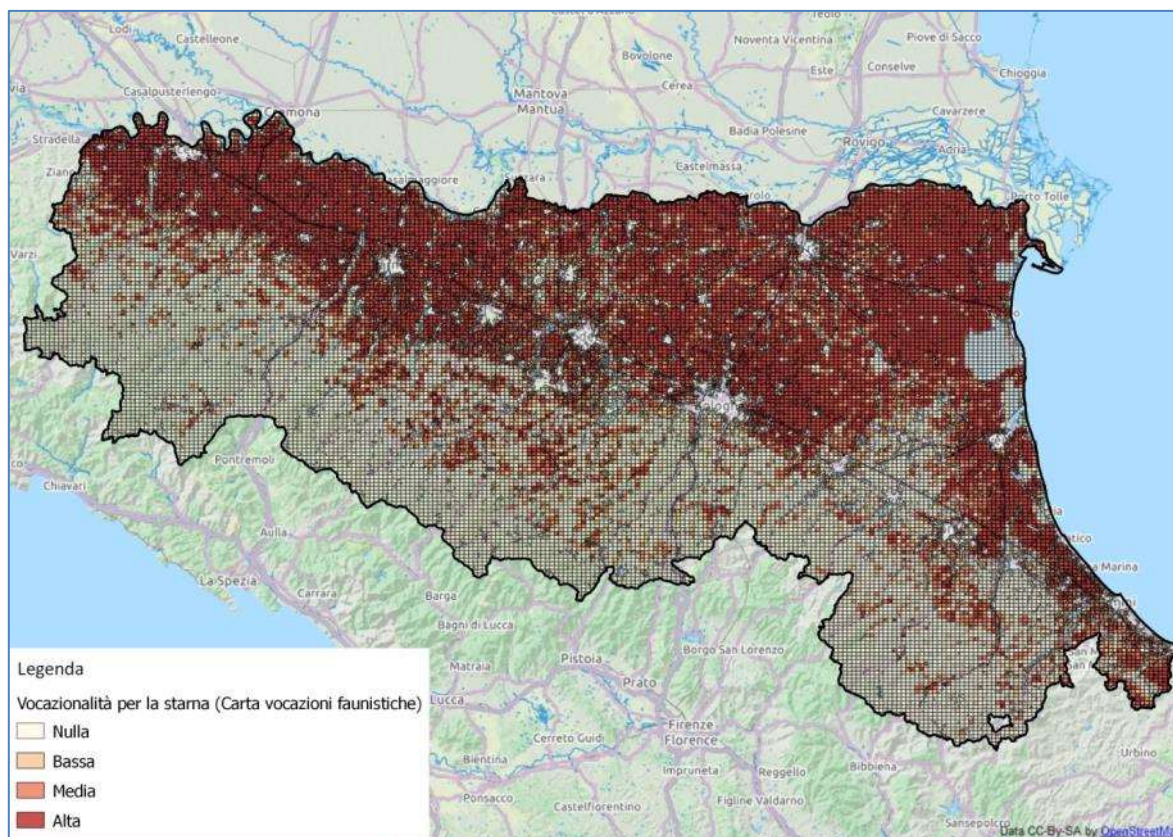 Lodi
Castelleone
Bovolone
Noventa Vicentina
Piove di Sacco
Teolo
Este
Conselve
Casalpusterlengo
Mantova
Mantua
Cerea
Chioggia
Cavarzere
Stradella
Badia Polesine
Rovigo
Adria
Castelmassa
Porto Tolle
Varzi
Pontremoli
Chiavari
Aulla
La Spezia
Carrara
Barga
Bagni di Lucca
Pistoia
Borgo San Lorenzo
Matraia
Lucca
Prato
Firenze
Florence
Cerreto Guidi
Bientina
Impruneta
Reggello
Bibbiena
Urbino
Ponsacco
Castelfiorentino
Figline Valdarno
Sansepolcro
Legenda
Vocazionalità per la starna (Carta vocazioni faunistiche)
Nulla
Bassa
Media
Alta
Data CC-By-SA by OpenStreetM